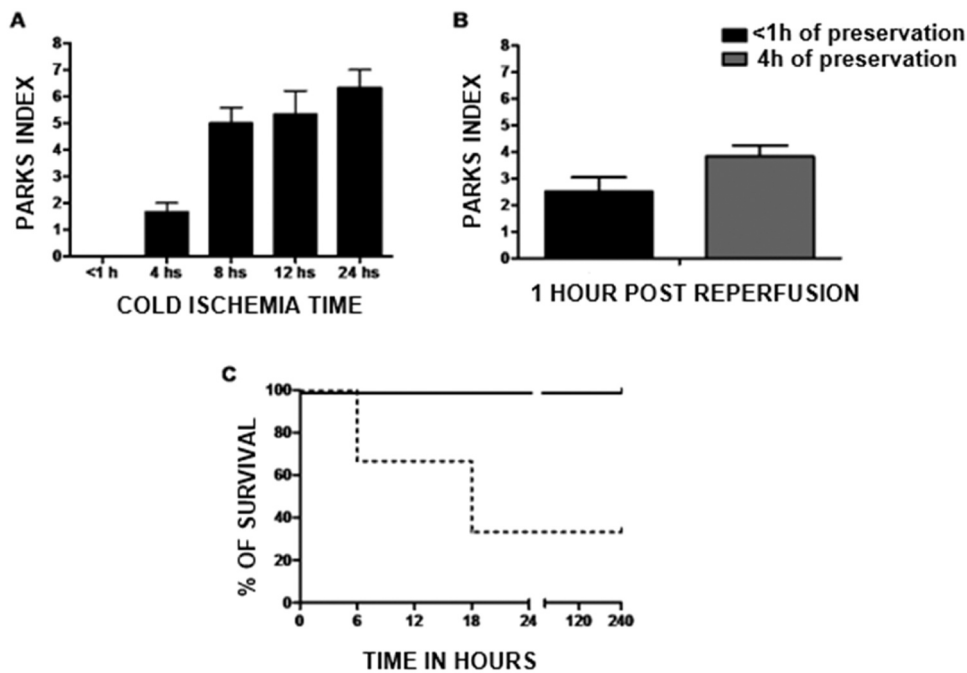 A
8
7
6
5
4
3
2
1
0
PARKS INDEX
<1 h 4 hs 8 hs 12 hs 24 hs
COLD ISCHEMIA TIME
B
<1h of preservation
4h of preservation
8
7
6
5
4
3
2
1
0
PARKS INDEX
1 HOUR POST REPERFUSION
C
100
80
60
40
20
0
% OF SURVIVAL
0 6 12 18 24 120 240
TIME IN HOURS